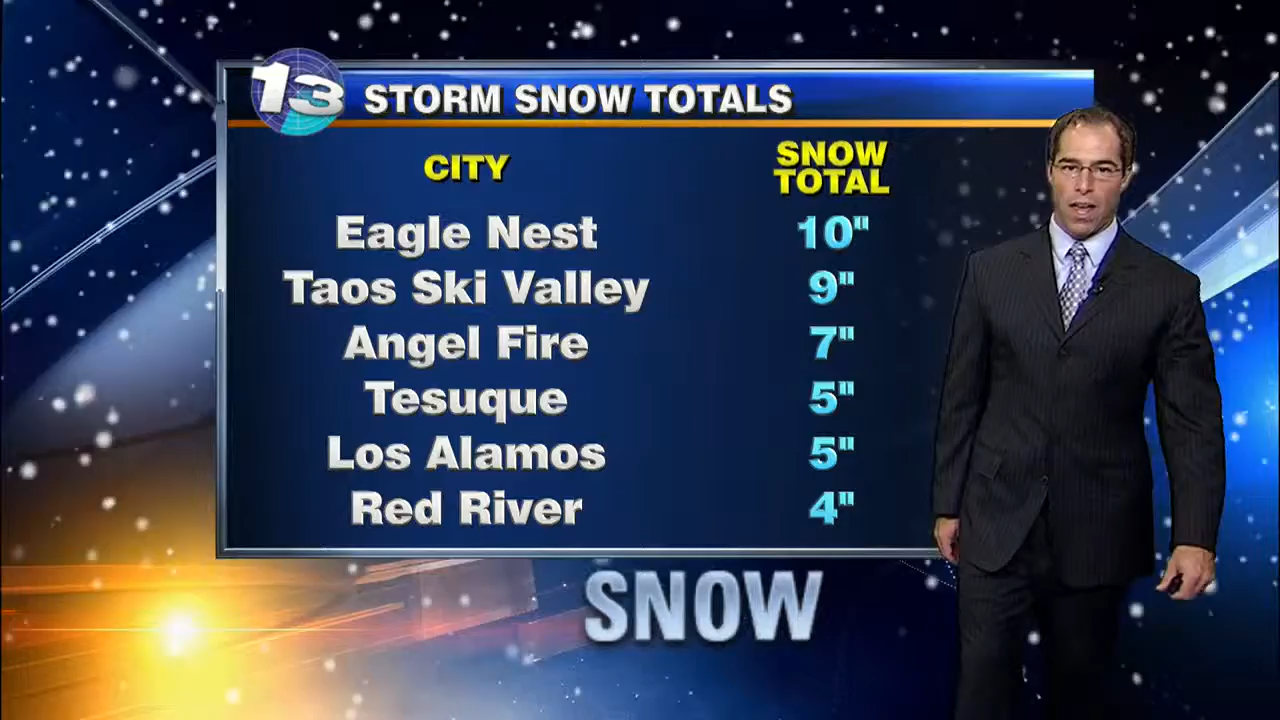 13 STORM SNOW TOTALS
CITY SNOW TOTAL
Eagle Nest 10"
Taos Ski Valley 9"
Angel Fire 7"
Tesuque 5"
Los Alamos 5"
Red River 4"
SNOW